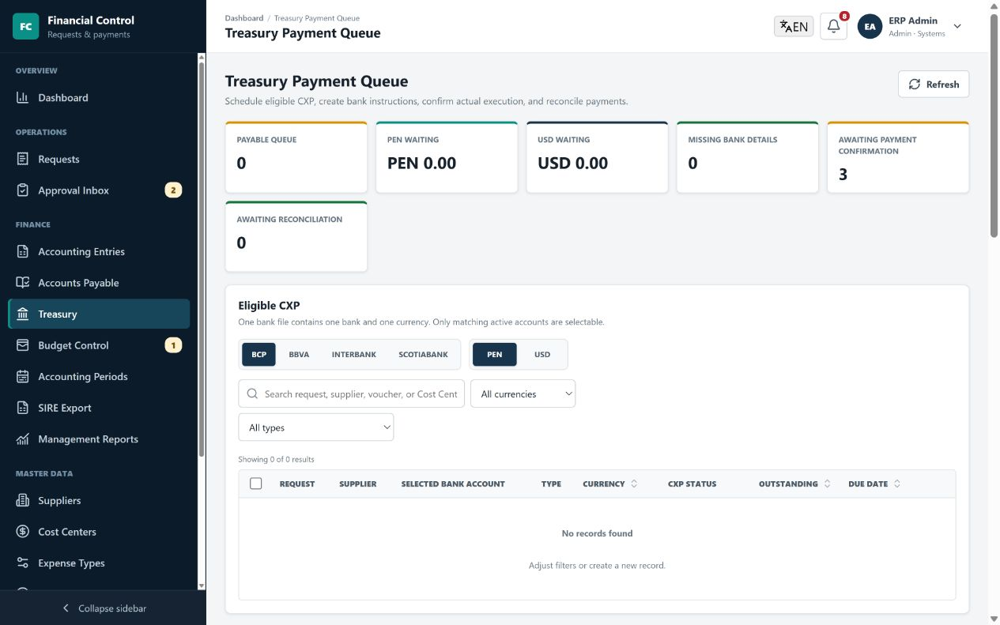 FC
Financial Control
Requests & payments
OVERVIEW
Dashboard
OPERATIONS
Requests
Approval Inbox
2
FINANCE
Accounting Entries
Accounts Payable
Treasury
Budget Control
1
Accounting Periods
SIRE Export
Management Reports
MASTER DATA
Suppliers
Cost Centers
Expense Types
Collapse sidebar
Dashboard / Treasury Payment Queue
Treasury Payment Queue
文A EN
8
EA
ERP Admin
Admin · Systems
Treasury Payment Queue
Schedule eligible CXP, create bank instructions, confirm actual execution, and reconcile payments.
Refresh
PAYABLE QUEUE
0
PEN WAITING
PEN 0.00
USD WAITING
USD 0.00
MISSING BANK DETAILS
0
AWAITING PAYMENT
CONFIRMATION
3
AWAITING RECONCILIATION
0
Eligible CXP
One bank file contains one bank and one currency. Only matching active accounts are selectable.
BCP BBVA INTERBANK SCOTIABANK PEN USD
Search request, supplier, voucher, or Cost Cent
All currencies
All types
Showing 0 of 0 results
REQUEST SUPPLIER SELECTED BANK ACCOUNT TYPE CURRENCY CXP STATUS OUTSTANDING DUE DATE
No records found
Adjust filters or create a new record.